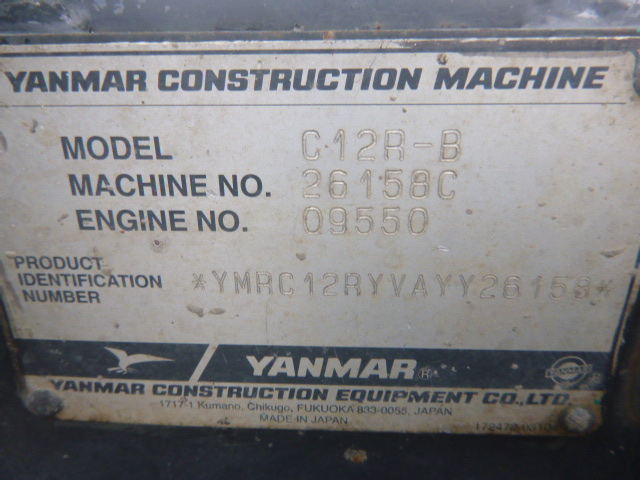 YANMAR CONSTRUCTION MACHINE
MODEL C12R-B
MACHINE NO. 26158C
ENGINE NO. 09550
PRODUCT IDENTIFICATION NUMBER *YMRC12RYVAYY26158*
YANMAR®
YANMAR CONSTRUCTION EQUIPMENT CO.,LTD.
1717-1 Kumano, Chikugo, FUKUOKA 833-0055, JAPAN
MADE IN JAPAN